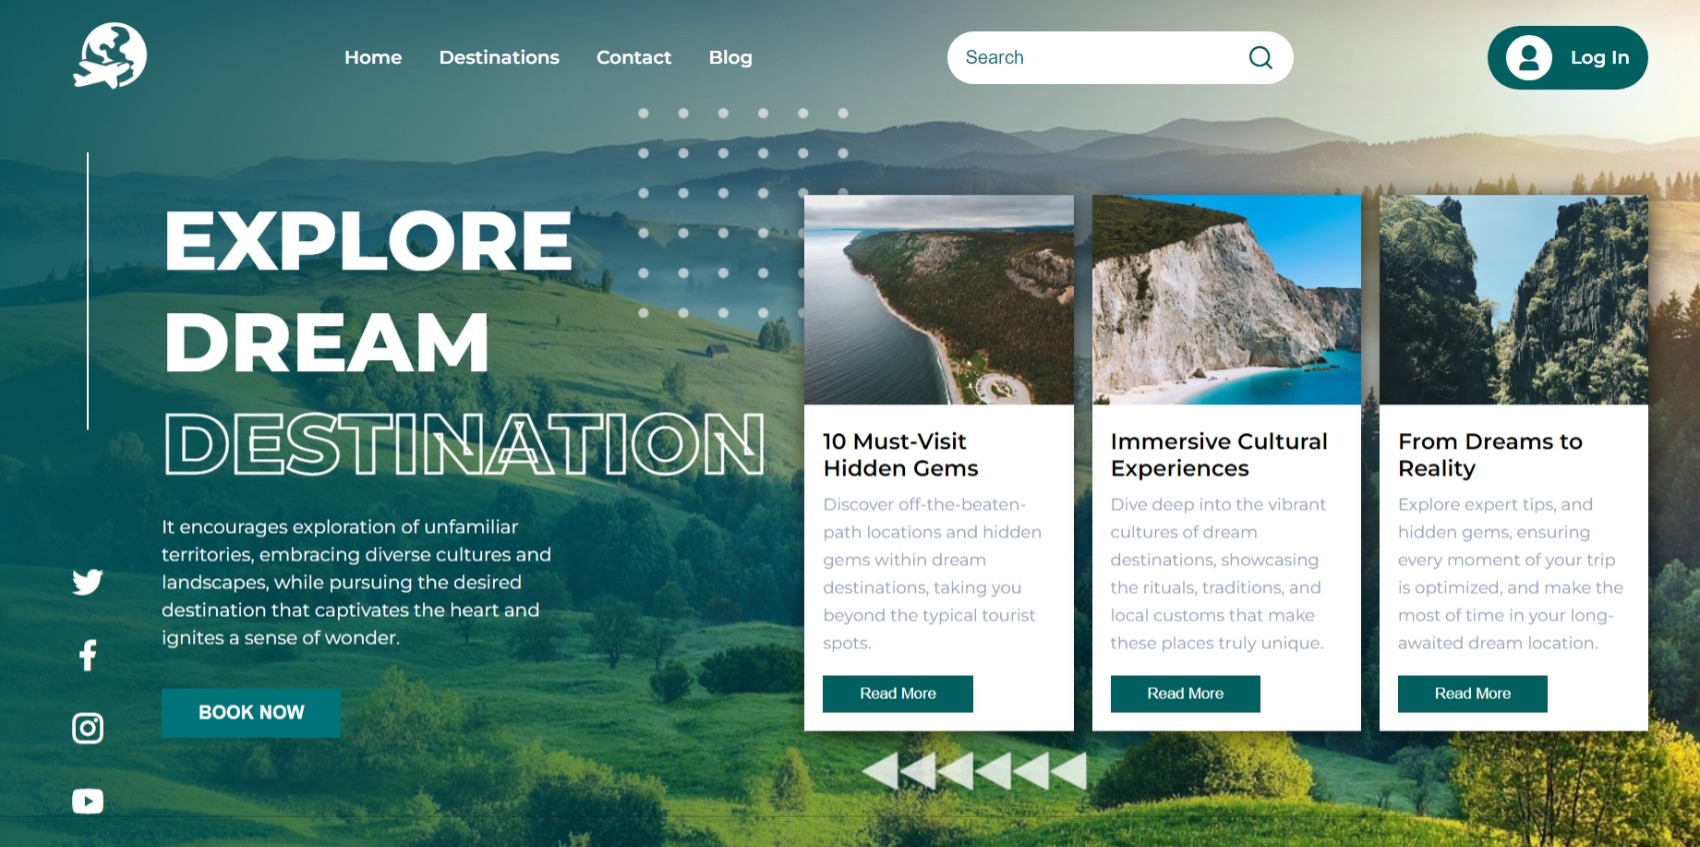 Home Destinations Contact Blog
Search
Log In
EXPLORE
DREAM
DESTINATION
It encourages exploration of unfamiliar
territories, embracing diverse cultures and
landscapes, while pursuing the desired
destination that captivates the heart and
ignites a sense of wonder.
BOOK NOW
10 Must-Visit
Hidden Gems
Discover off-the-beaten-
path locations and hidden
gems within dream
destinations, taking you
beyond the typical tourist
spots.
Read More
Immersive Cultural
Experiences
Dive deep into the vibrant
cultures of dream
destinations, showcasing
the rituals, traditions, and
local customs that make
these places truly unique.
Read More
From Dreams to
Reality
Explore expert tips, and
hidden gems, ensuring
every moment of your trip
is optimized, and make the
most of time in your long-
awaited dream location.
Read More